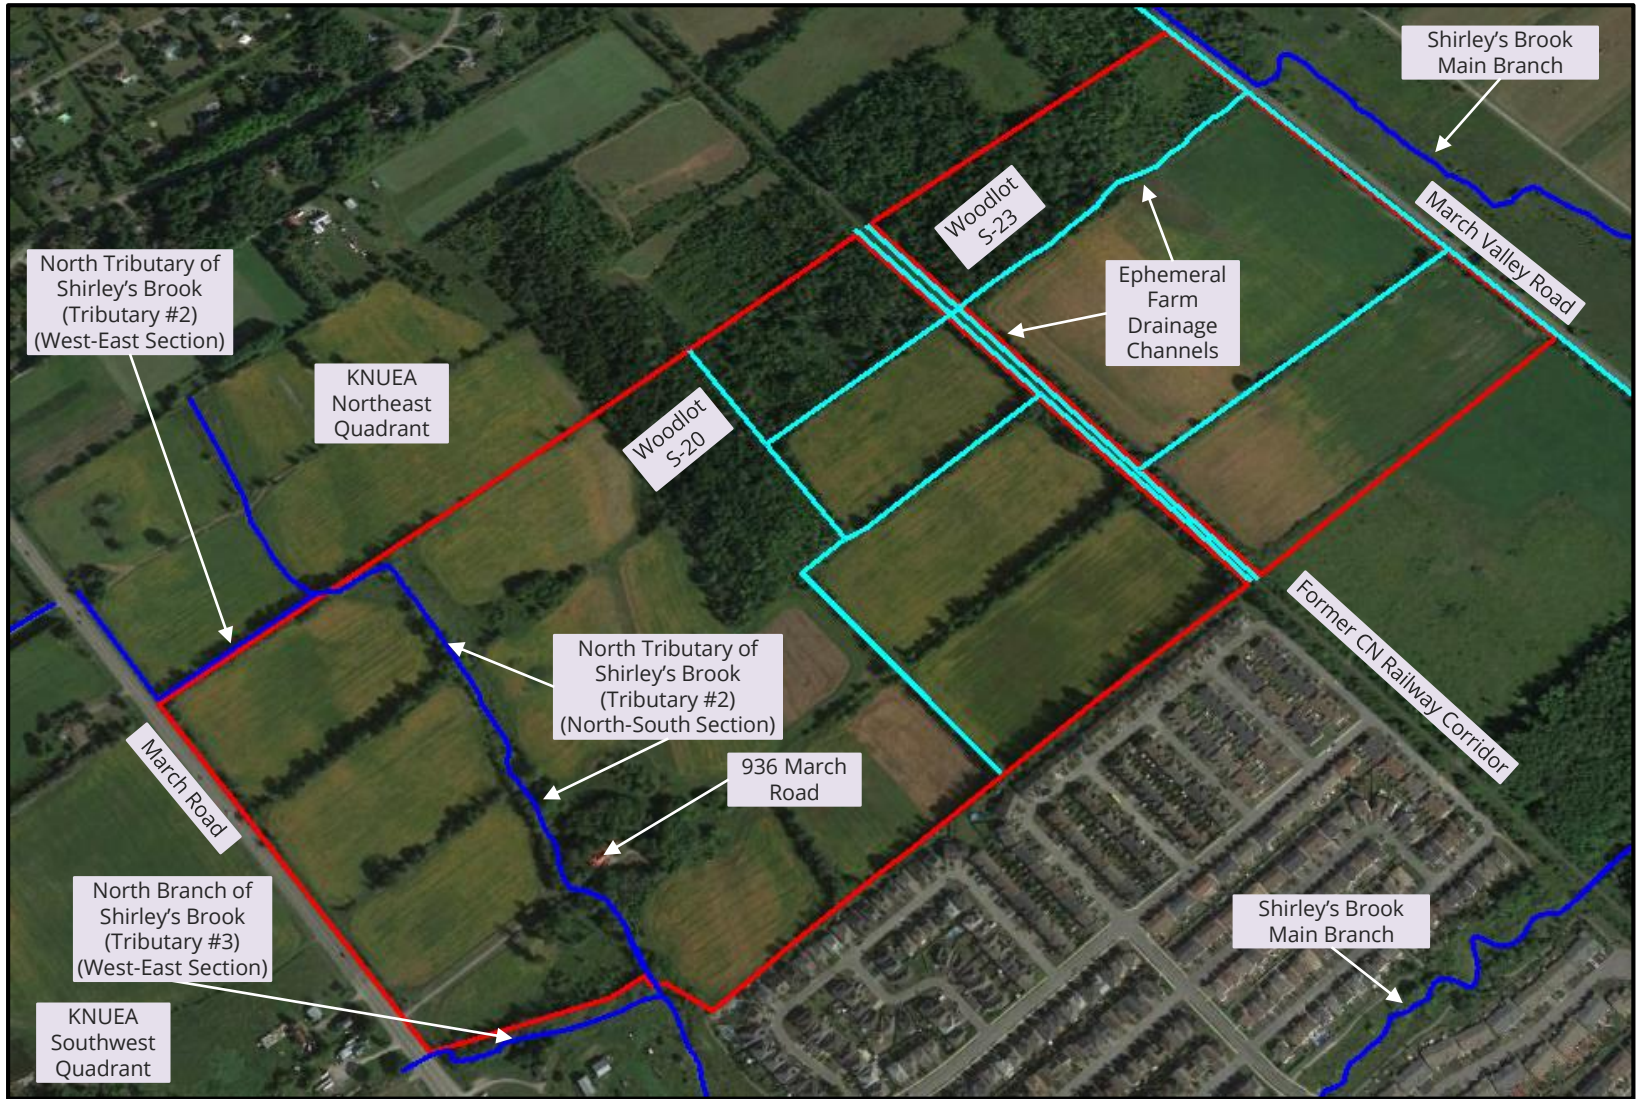 Shirley's Brook
Main Branch
Woodlot
S-23
March Valley Road
North Tributary of
Shirley's Brook
(Tributary #2)
(West-East Section)
Ephemeral
Farm
Drainage
Channels
KNUEA
Northeast
Quadrant
Woodlot
S-20
Former CN Railway Corridor
North Tributary of
Shirley's Brook
(Tributary #2)
(North-South Section)
March Road
936 March
Road
North Branch of
Shirley's Brook
(Tributary #3)
(West-East Section)
Shirley's Brook
Main Branch
KNUEA
Southwest
Quadrant